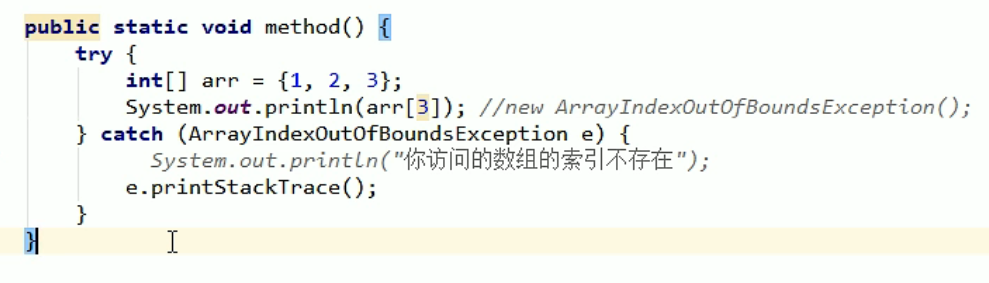 public static void method() {
try {
int[] arr = {1, 2, 3};
System.out.println(arr[3]); //new ArrayIndexOutOfBoundsException();
} catch (ArrayIndexOutOfBoundsException e) {
System.out.println("你访问的数组的索引不存在");
e.printStackTrace();
}
}